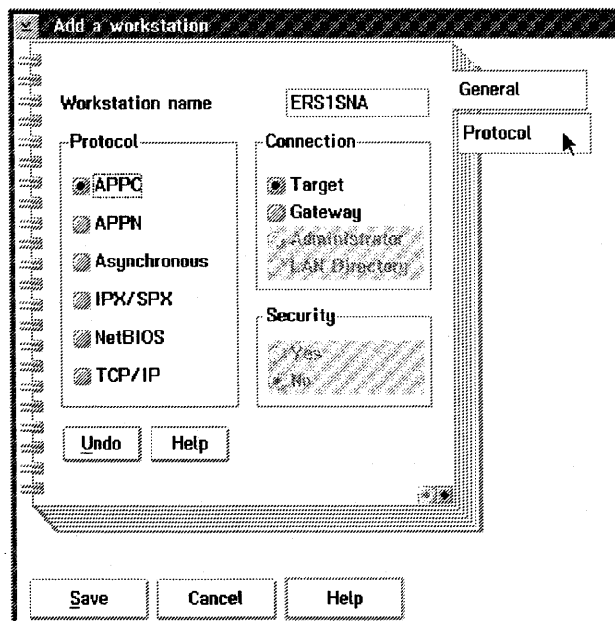 Add a workstation
General
Protocol
Workstation name ERS1SNA
Protocol
APPC
APPN
Asynchronous
IPX/SPX
NetBIOS
TCP/IP
Connection
Target
Gateway
Administrator
LAN Directory
Security
Yes
No
Undo Help
Save Cancel Help